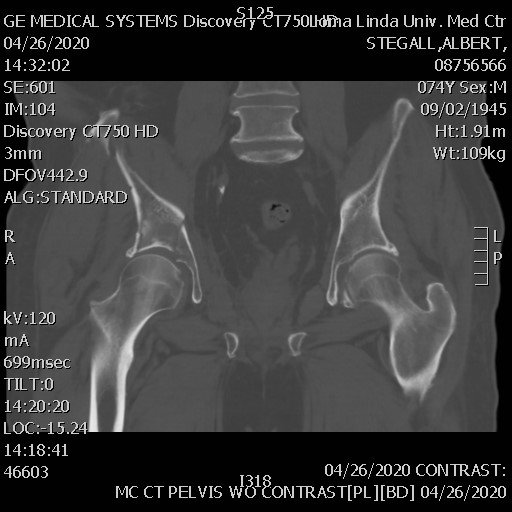 S125
GE MEDICAL SYSTEMS Discovery CT750 HD Loma Linda Univ. Med Ctr
04/26/2020
STEGALL,ALBERT,
14:32:02
08756566
SE:601
074Y Sex:M
IM:104
09/02/1945
Discovery CT750 HD
Ht:1.91m
3mm
Wt:109kg
DFOV442.9
ALG:STANDARD
R
L
A
P
kV:120
mA
699msec
TILT:0
14:20:20
LOC:-15.24
14:18:41
46603
I318
04/26/2020 CONTRAST:
MC CT PELVIS WO CONTRAST[PL][BD] 04/26/2020